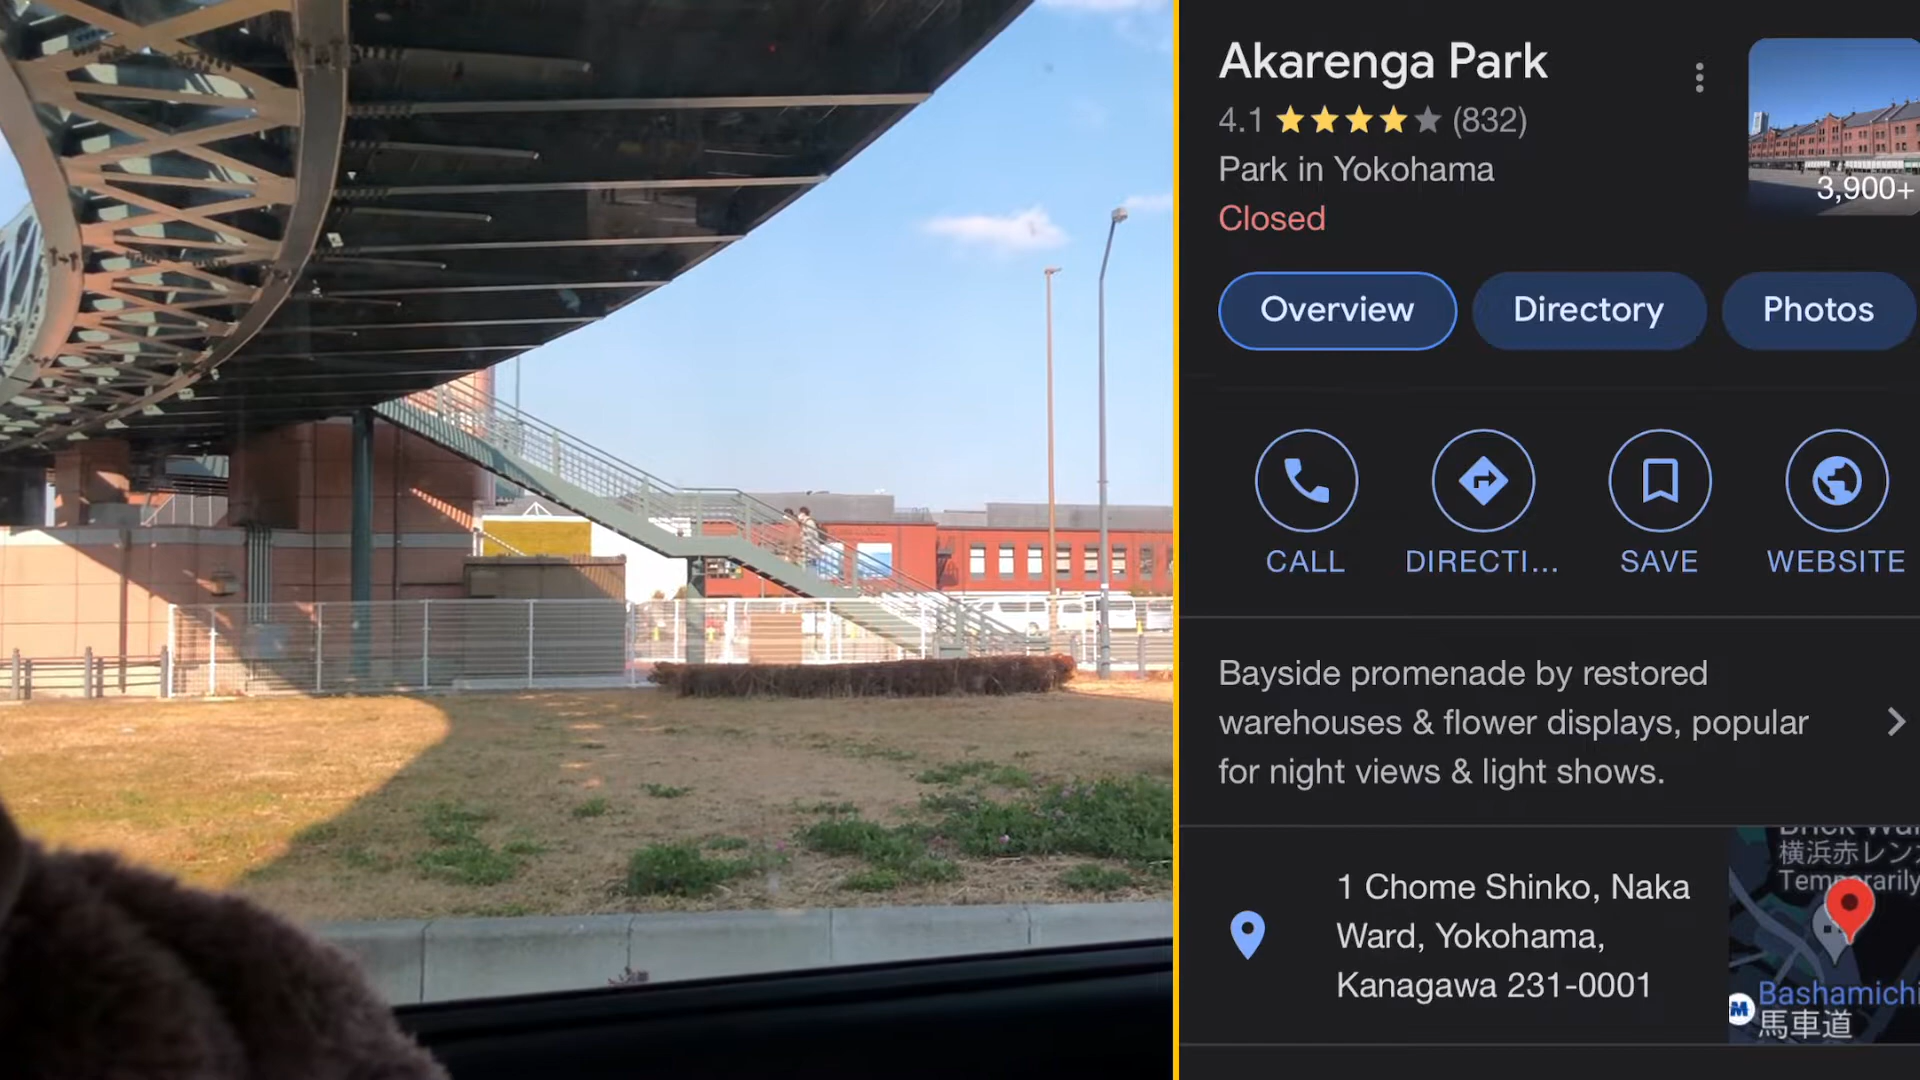 Akarenga Park
4.1 (832)
Park in Yokohama
Closed
3,900+
Overview
Directory
Photos
CALL
DIRECTI...
SAVE
WEBSITE
Bayside promenade by restored
warehouses & flower displays, popular
for night views & light shows.
1 Chome Shinko, Naka
Ward, Yokohama,
Kanagawa 231-0001
横浜赤レン
Temporarily
Bashamichi
馬車道